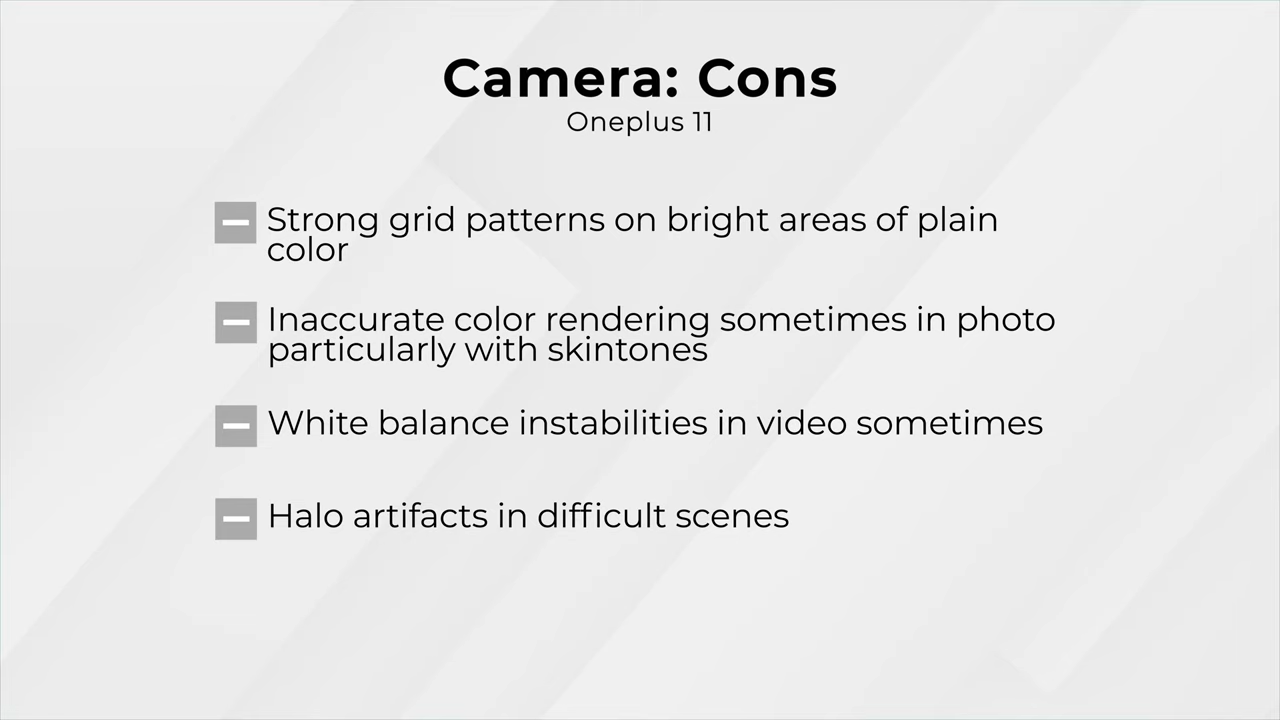 Camera: Cons
Oneplus 11
Strong grid patterns on bright areas of plain
color
Inaccurate color rendering sometimes in photo
particularly with skintones
White balance instabilities in video sometimes
Halo artifacts in difficult scenes